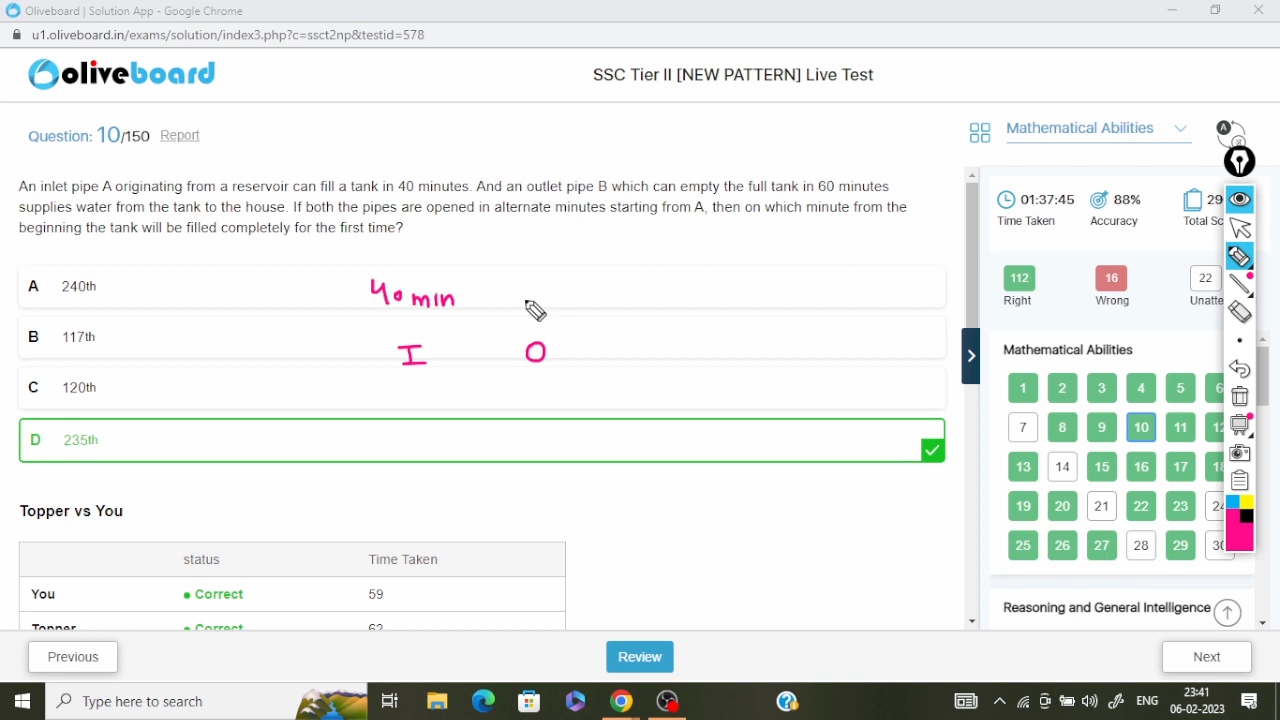 Oliveboard | Solution App - Google Chrome
u1.oliveboard.in/exams/solution/index3.php?c=ssct2np&testid=578
oliveboard
SSC Tier II [NEW PATTERN] Live Test
Question: 10/150 Report
Mathematical Abilities
A
An inlet pipe A originating from a reservoir can fill a tank in 40 minutes. And an outlet pipe B which can empty the full tank in 60 minutes
supplies water from the tank to the house. If both the pipes are opened in alternate minutes starting from A, then on which minute from the
beginning the tank will be filled completely for the first time?
A 240th
B 117th
C 120th
D 235th
40 min
I O
01:37:45 88% 29
Time Taken Accuracy Total Sc
112 16 22
Right Wrong Unatte
Mathematical Abilities
1 2 3 4 5 6
7 8 9 10 11 12
13 14 15 16 17 18
19 20 21 22 23 24
25 26 27 28 29 30
Reasoning and General Intelligence
Topper vs You
status Time Taken
You Correct 59
Topper Correct 62
Previous Review Next
Type here to search
ENG
23:41
06-02-2023